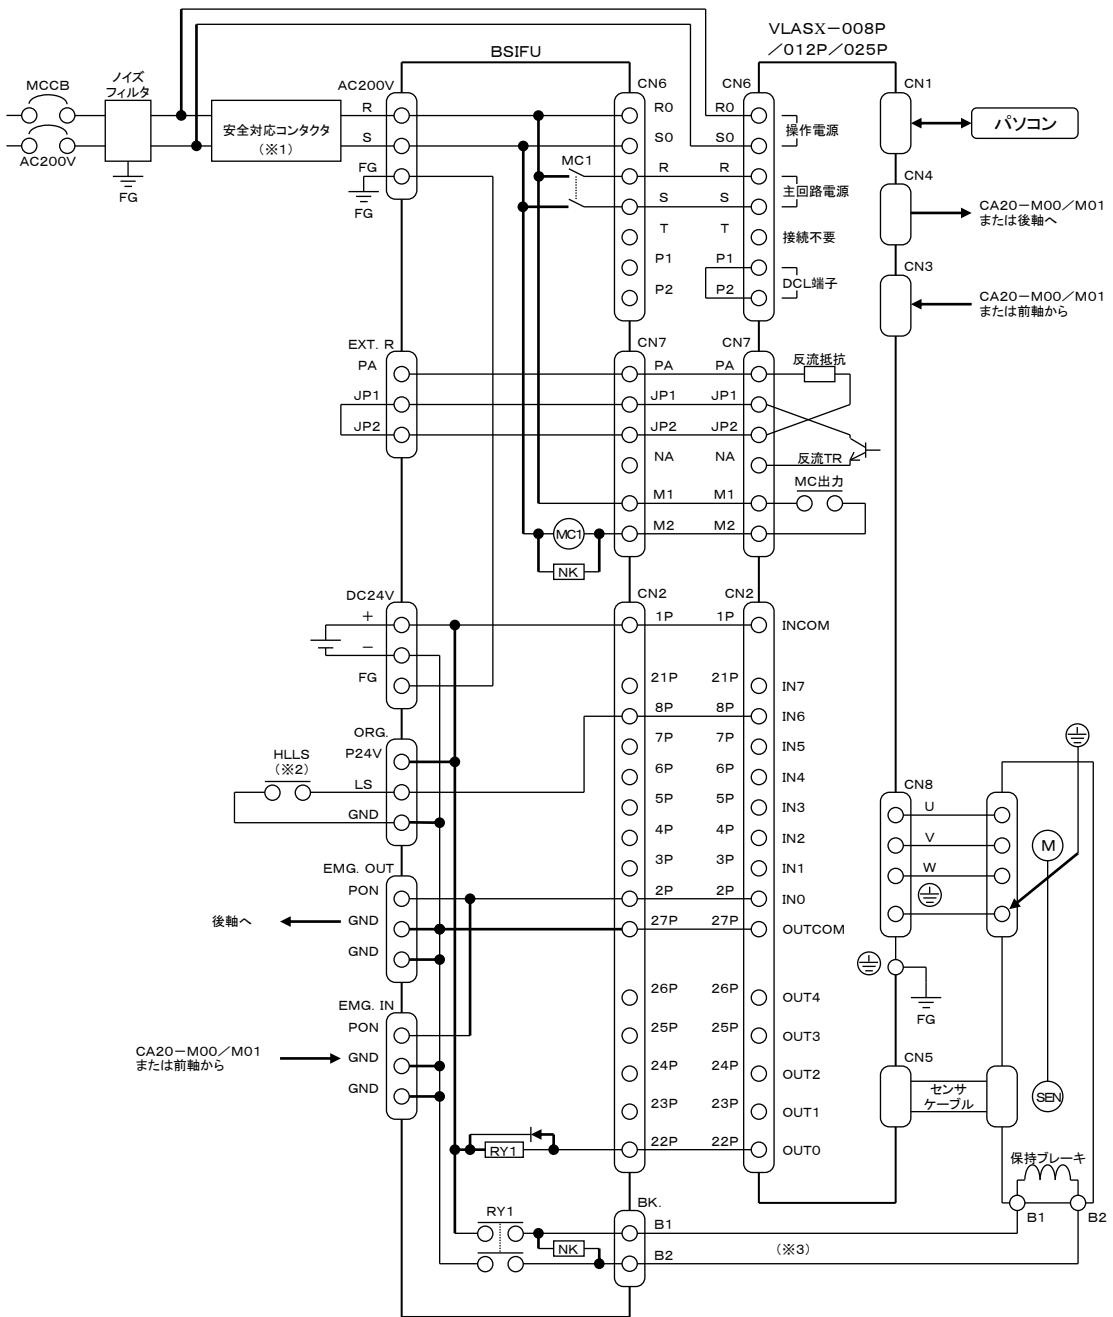 VLASX−008P
／012P／025P
BSIFU
MCCB
AC200V
ノイズ
フィルタ
FG
安全対応コンタクタ
（※1）
AC200V
R
S
FG
FG
MC1
CN6
R0
S0
R
S
T
P1
P2
CN6
R0
S0
R
S
T
P1
P2
操作電源
主回路電源
接続不要
DCL端子
CN1
パソコン
CN4
CA20−M00／M01
または後軸へ
CN3
CA20−M00／M01
または前軸から
EXT. R
PA
JP1
JP2
CN7
PA
JP1
JP2
NA
M1
M2
CN7
PA
JP1
JP2
NA
M1
M2
反流抵抗
反流TR
MC出力
MC1
NK
DC24V
＋
−
FG
CN2
1P
21P
8P
7P
6P
5P
4P
3P
2P
27P
26P
25P
24P
23P
22P
CN2
1P
21P
8P
7P
6P
5P
4P
3P
2P
27P
26P
25P
24P
23P
22P
INCOM
IN7
IN6
IN5
IN4
IN3
IN2
IN1
IN0
OUTCOM
OUT4
OUT3
OUT2
OUT1
OUT0
ORG.
P24V
LS
GND
HLLS
（※2）
EMG. OUT
PON
GND
GND
後軸へ
EMG. IN
PON
GND
GND
CA20−M00／M01
または前軸から
RY1
RY1
NK
BK.
B1
B2
（※3）
CN8
U
V
W
M
FG
CN5
センサ
ケーブル
SEN
保持ブレーキ
B1
B2